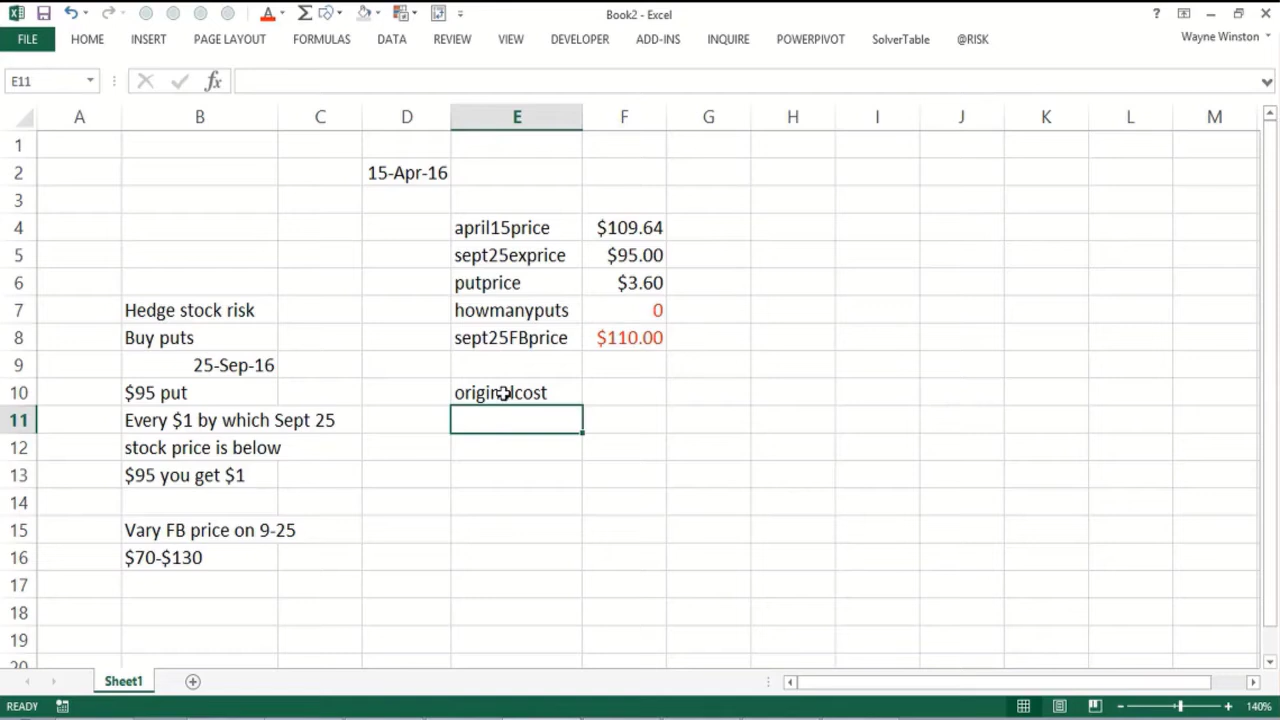 Book2 - Excel
FILE HOME INSERT PAGE LAYOUT FORMULAS DATA REVIEW VIEW DEVELOPER ADD-INS INQUIRE POWERPIVOT SolverTable @RISK Wayne Winston
E11 fx
A B C D E F G H I J K L M
1
2 15-Apr-16
3
4 april15price $109.64
5 sept25exprice $95.00
6 putprice $3.60
7 Hedge stock risk howmanyputs 0
8 Buy puts sept25FBprice $110.00
9 25-Sep-16
10 $95 put originalcost
11 Every $1 by which Sept 25
12 stock price is below
13 $95 you get $1
14
15 Vary FB price on 9-25
16 $70-$130
17
18
19
20
Sheet1
READY 140%